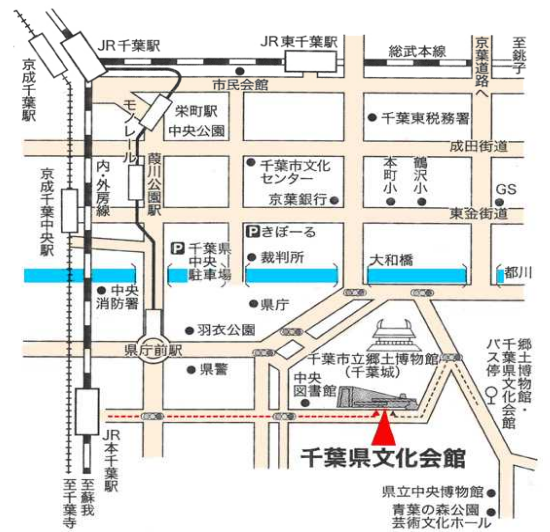 JR千葉駅
JR東千葉駅
総武本線
京葉道路へ
至銚子
京成千葉駅
市民会館
モノレール
栄町駅
中央公園
千葉東税務署
成田街道
内・外房線
葭川公園駅
千葉市文化
センター
京葉銀行
本町小
鶴沢小
GS
東金街道
京成千葉中央駅
P
千葉県
中央
駐車場
P
きぼーる
裁判所
大和橋
都川
中央
消防署
県庁
羽衣公園
県庁前駅
県警
千葉市立郷土博物館
(千葉城)
中央
図書館
郷土博物館・
千葉県文化会館
バス停
千葉県文化会館
JR本千葉駅
至蘇我
至千葉寺
県立中央博物館
青葉の森公園
芸術文化ホール